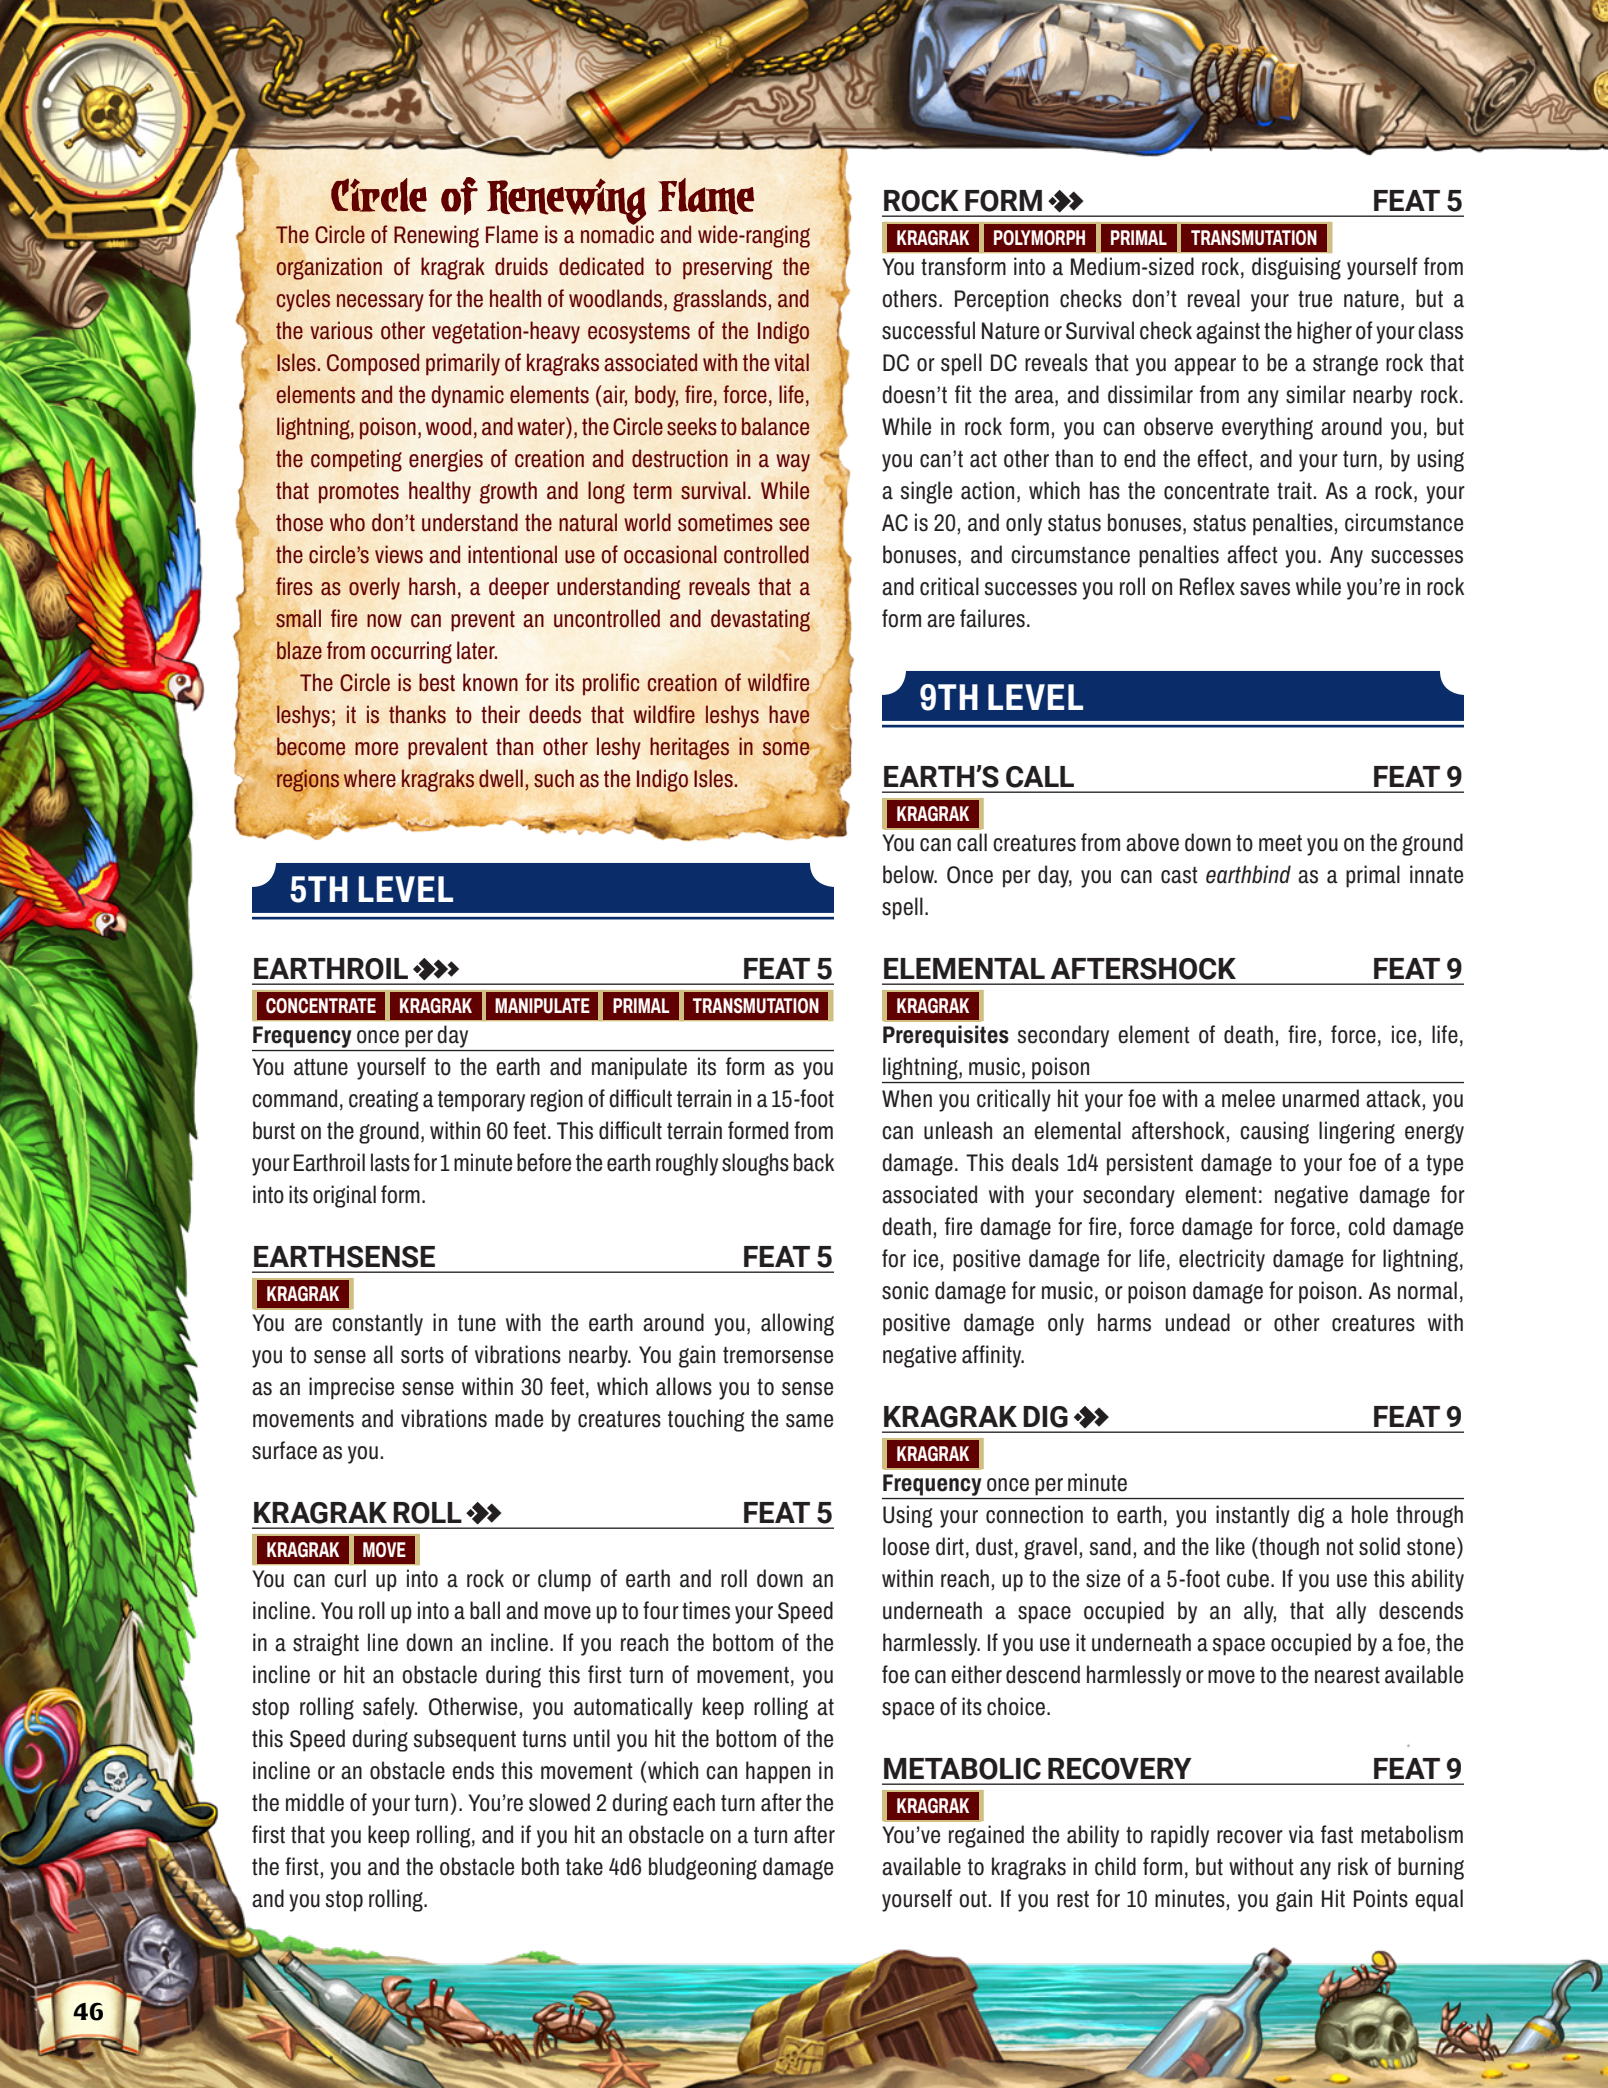 Circle of Renewing Flame
The Circle of Renewing Flame is a nomadic and wide-ranging
organization of kragrak druids dedicated to preserving the
cycles necessary for the health of woodlands, grasslands, and
the various other vegetation-heavy ecosystems of the Indigo
Isles. Composed primarily of kragraks associated with the vital
elements and the dynamic elements (air, body, fire, force, life,
lightning, poison, wood, and water), the Circle seeks to balance
the competing energies of creation and destruction in a way
that promotes healthy growth and long term survival. While
those who don't understand the natural world sometimes see
the circle's views and intentional use of occasional controlled
fires as overly harsh, a deeper understanding reveals that a
small fire now can prevent an uncontrolled and devastating
blaze from occurring later.
The Circle is best known for its prolific creation of wildfire
leshys; it is thanks to their deeds that wildfire leshys have
become more prevalent than other leshy heritages in some
regions where kragraks dwell, such as the Indigo Isles.
5TH LEVEL
EARTHROIL FEAT 5
CONCENTRATE KRAGRAK MANIPULATE PRIMAL TRANSMUTATION
Frequency once per day
You attune yourself to the earth and manipulate its form as you
command, creating a temporary region of difficult terrain in a 15-foot
burst on the ground, within 60 feet. This difficult terrain formed from
your Earthroil lasts for 1 minute before the earth roughly sloughs back
into its original form.
EARTHSENSE FEAT 5
KRAGRAK
You are constantly in tune with the earth around you, allowing
you to sense all sorts of vibrations nearby. You gain tremorsense
as an imprecise sense within 30 feet, which allows you to sense
movements and vibrations made by creatures touching the same
surface as you.
KRAGRAK ROLL FEAT 5
KRAGRAK MOVE
You can curl up into a rock or clump of earth and roll down an
incline. You roll up into a ball and move up to four times your Speed
in a straight line down an incline. If you reach the bottom of the
incline or hit an obstacle during this first turn of movement, you
stop rolling safely. Otherwise, you automatically keep rolling at
this Speed during subsequent turns until you hit the bottom of the
incline or an obstacle ends this movement (which can happen in
the middle of your turn). You're slowed 2 during each turn after the
first that you keep rolling, and if you hit an obstacle on a turn after
the first, you and the obstacle both take 4d6 bludgeoning damage
and you stop rolling.
ROCK FORM FEAT 5
KRAGRAK POLYMORPH PRIMAL TRANSMUTATION
You transform into a Medium-sized rock, disguising yourself from
others. Perception checks don't reveal your true nature, but a
successful Nature or Survival check against the higher of your class
DC or spell DC reveals that you appear to be a strange rock that
doesn't fit the area, and dissimilar from any similar nearby rock.
While in rock form, you can observe everything around you, but
you can't act other than to end the effect, and your turn, by using
a single action, which has the concentrate trait. As a rock, your
AC is 20, and only status bonuses, status penalties, circumstance
bonuses, and circumstance penalties affect you. Any successes
and critical successes you roll on Reflex saves while you're in rock
form are failures.
9TH LEVEL
EARTH'S CALL FEAT 9
KRAGRAK
You can call creatures from above down to meet you on the ground
below. Once per day, you can cast earthbind as a primal innate
spell.
ELEMENTAL AFTERSHOCK FEAT 9
KRAGRAK
Prerequisites secondary element of death, fire, force, ice, life,
lightning, music, poison
When you critically hit your foe with a melee unarmed attack, you
can unleash an elemental aftershock, causing lingering energy
damage. This deals 1d4 persistent damage to your foe of a type
associated with your secondary element: negative damage for
death, fire damage for fire, force damage for force, cold damage
for ice, positive damage for life, electricity damage for lightning,
sonic damage for music, or poison damage for poison. As normal,
positive damage only harms undead or other creatures with
negative affinity.
KRAGRAK DIG FEAT 9
KRAGRAK
Frequency once per minute
Using your connection to earth, you instantly dig a hole through
loose dirt, dust, gravel, sand, and the like (though not solid stone)
within reach, up to the size of a 5-foot cube. If you use this ability
underneath a space occupied by an ally, that ally descends
harmlessly. If you use it underneath a space occupied by a foe, the
foe can either descend harmlessly or move to the nearest available
space of its choice.
METABOLIC RECOVERY FEAT 9
KRAGRAK
You've regained the ability to rapidly recover via fast metabolism
available to kragraks in child form, but without any risk of burning
yourself out. If you rest for 10 minutes, you gain Hit Points equal
46